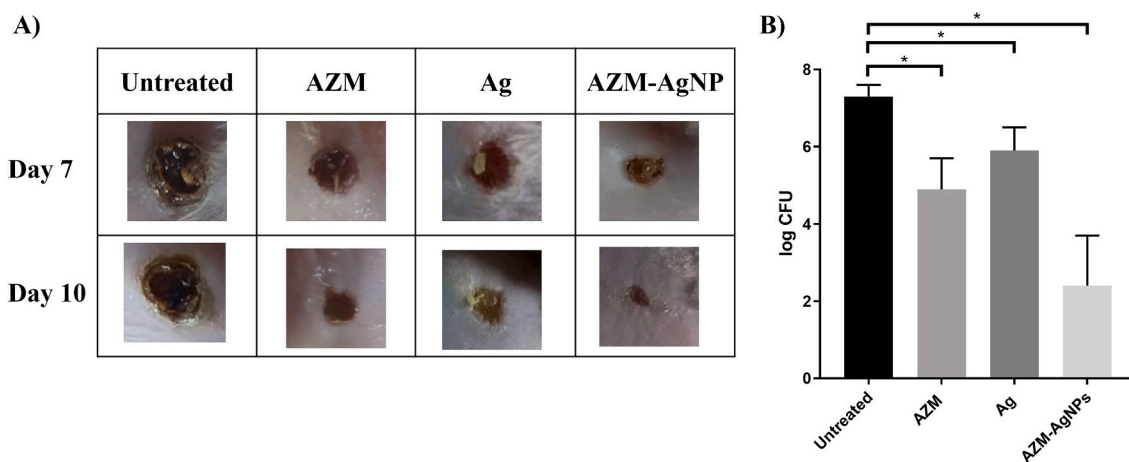 A)
Untreated AZM Ag AZM-AgNP
Day 7
Day 10
B)
*
*
*
8
6
4
2
0
log CFU
Untreated
AZM
Ag
AZM-AgNPs